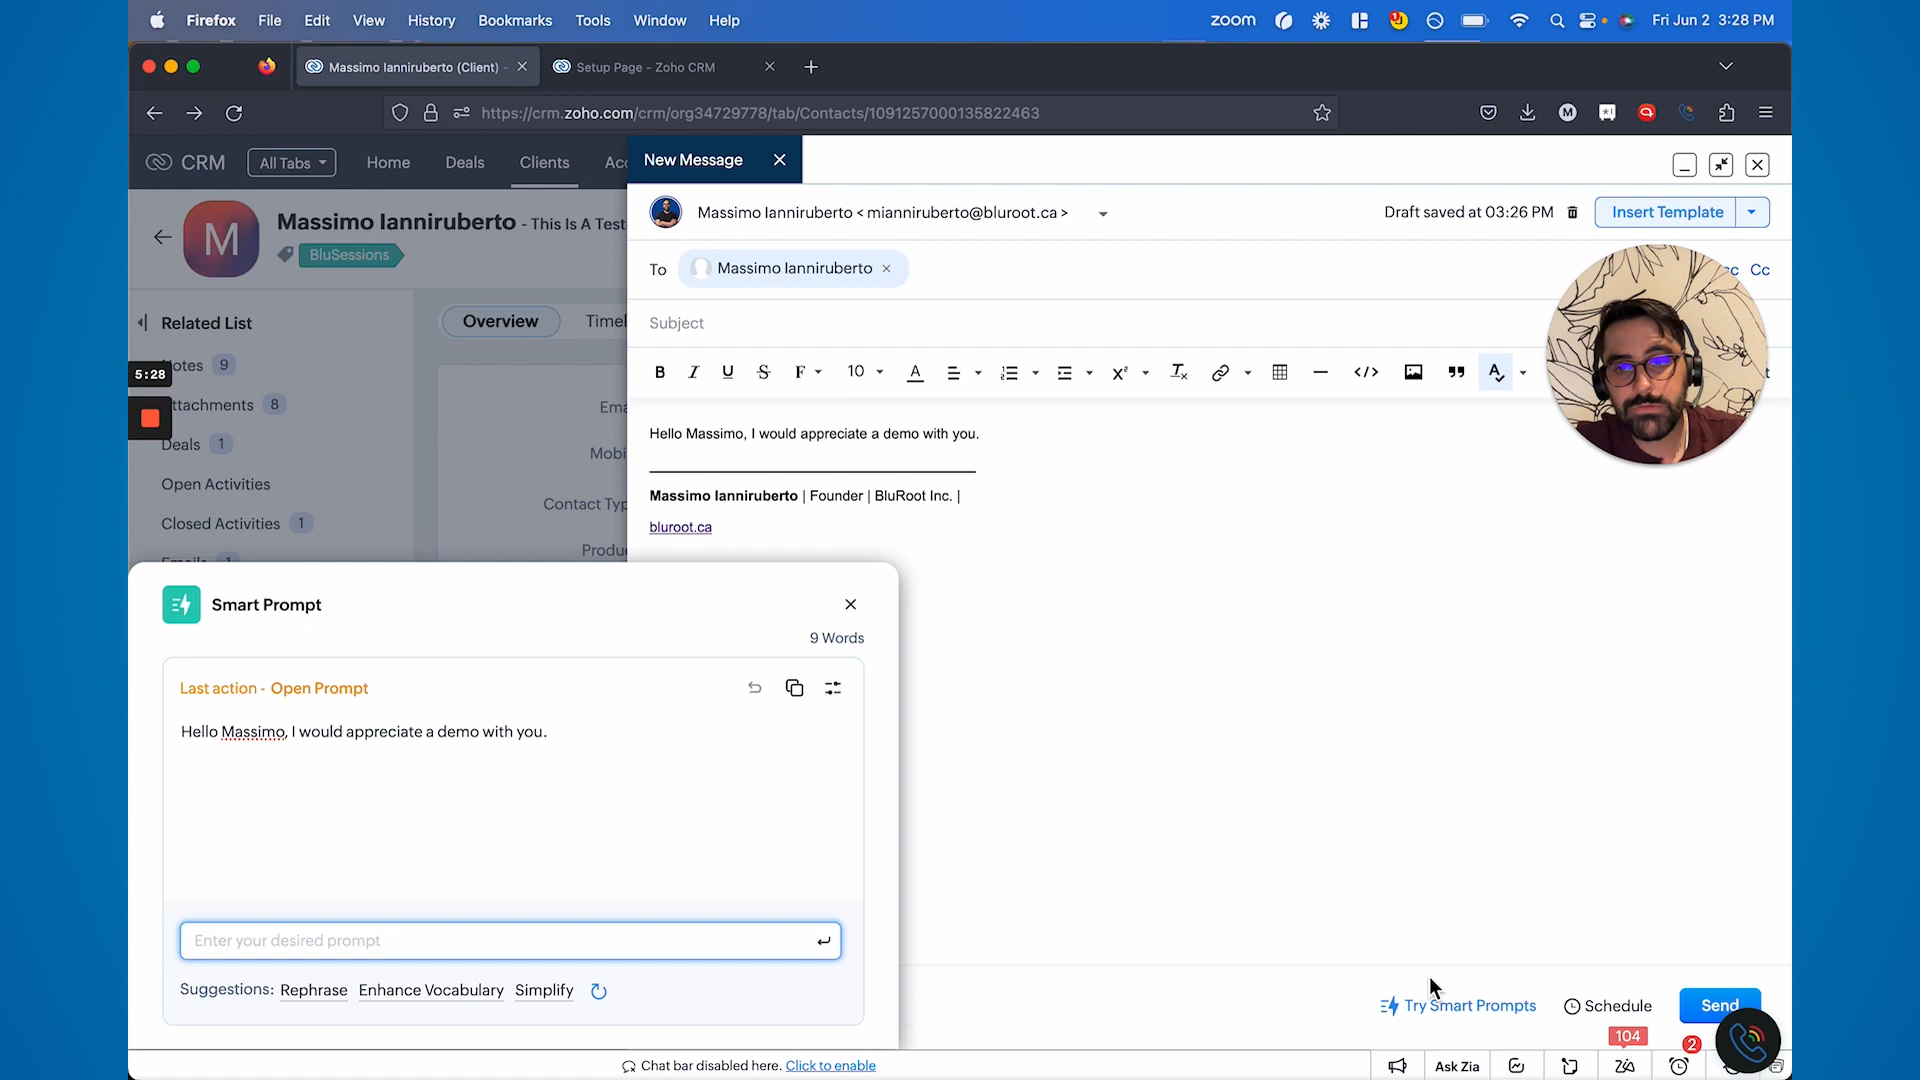 Firefox File Edit View History Bookmarks Tools Window Help
zoom
Fri Jun 2 3:28 PM
Massimo Ianniruberto (Client) -
Setup Page - Zoho CRM
https://crm.zoho.com/crm/org34729778/tab/Contacts/1091257000135822463
CRM
All Tabs
Home
Deals
Clients
New Message
M
Massimo Ianniruberto - This Is A Test
BluSessions
Massimo Ianniruberto < mianniruberto@bluroot.ca >
Draft saved at 03:26 PM
Insert Template
To
Massimo Ianniruberto
Cc
Related List
Overview
Subject
Notes 9
5:28
B I U S F 10 A
Attachments 8
Deals 1
Open Activities
Closed Activities 1
Emails 1
Hello Massimo, I would appreciate a demo with you.
Massimo Ianniruberto | Founder | BluRoot Inc. |
bluroot.ca
Smart Prompt
9 Words
Last action - Open Prompt
Hello Massimo, I would appreciate a demo with you.
Enter your desired prompt
Suggestions: Rephrase Enhance Vocabulary Simplify
Try Smart Prompts
Schedule
Send
104
2
Chat bar disabled here. Click to enable
Ask Zia